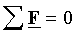 ∑ F̲ = 0